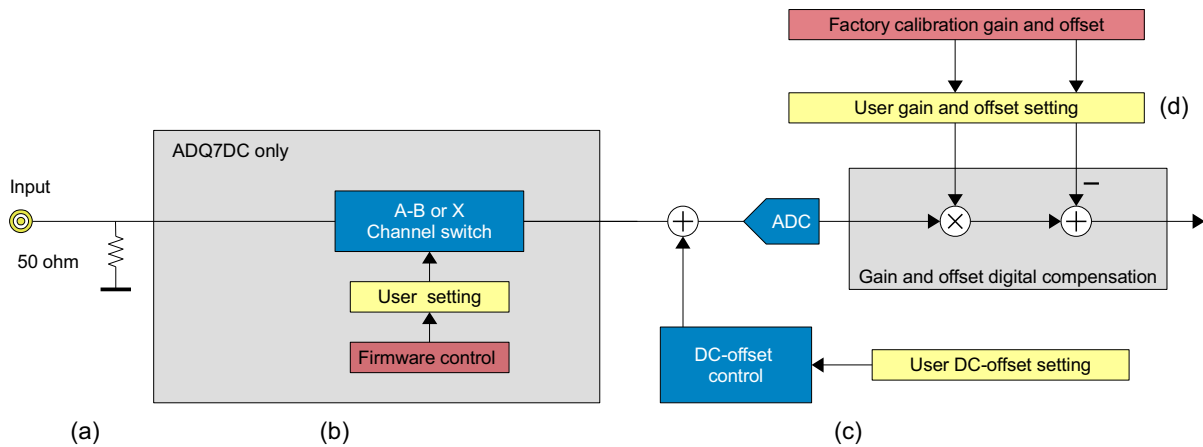 Factory calibration gain and offset
User gain and offset setting
(d)
ADQ7DC only
Input
A-B or X
Channel switch
ADC
50 ohm
Gain and offset digital compensation
User setting
Firmware control
DC-offset
control
User DC-offset setting
(a)
(b)
(c)